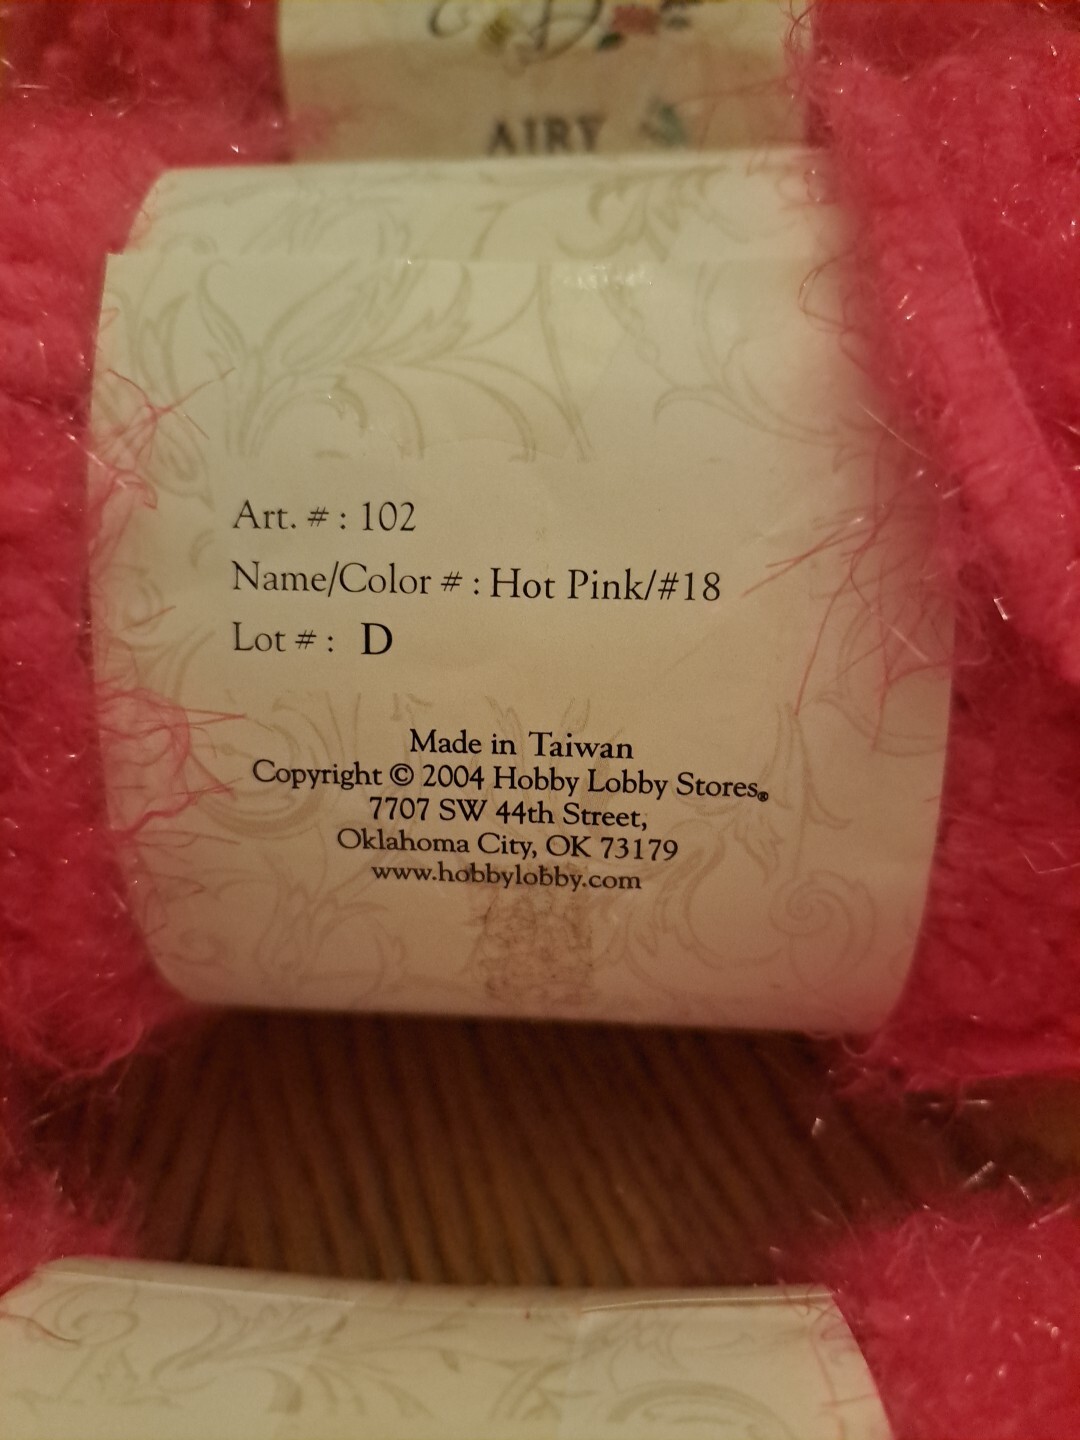 AIRY
Art. # : 102
Name/Color # : Hot Pink/#18
Lot # : D
Made in Taiwan
Copyright © 2004 Hobby Lobby Stores®
7707 SW 44th Street,
Oklahoma City, OK 73179
www.hobbylobby.com